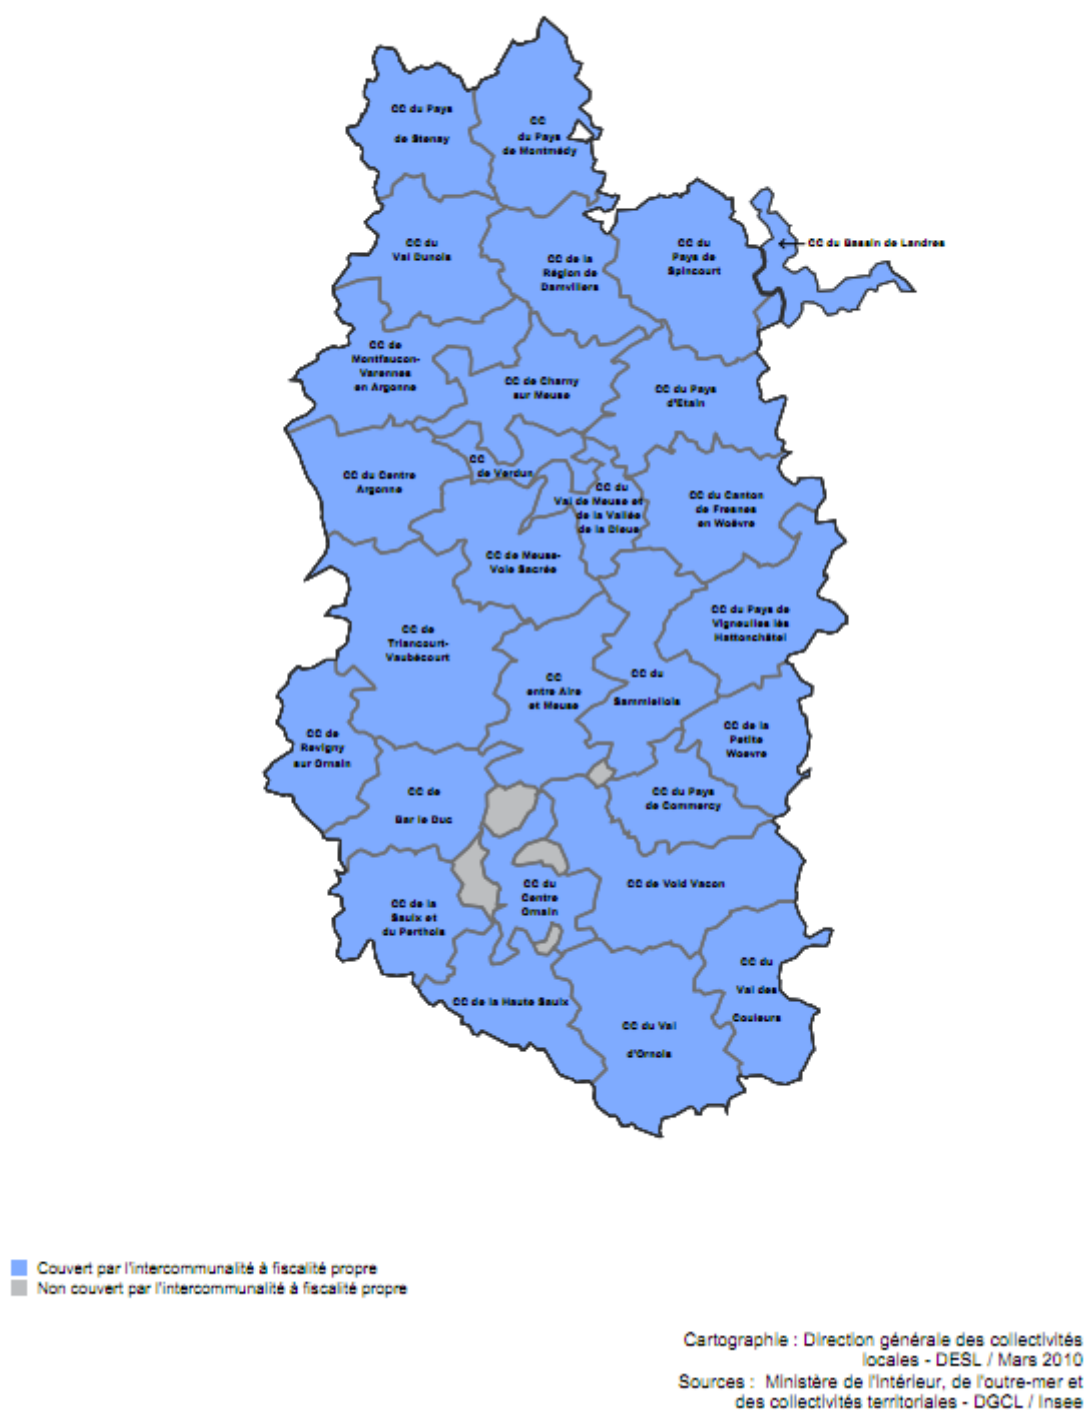 CC du Pays
de Stenay
CC
du Pays
de Montmédy
CC du
Val Dunois
CC de la
Région de
Damvillers
CC du
Pays de
Spincourt
CC du Bassin de Landres
CC de
Montfaucon-
Varennes
en Argonne
CC de Charny
sur Meuse
CC du Pays
d'Etain
CC du Centre
Argonne
CC
de Verdun
CC du
Val de Meuse et
de la Vallée
de la Dieue
CC du Canton
de Fresnes
en Woëvre
CC de Meuse-
Voie Sacrée
CC du Pays de
Vigneulles lès
Hattonchâtel
CC de
Triaucourt-
Vaubécourt
CC
entre Aire
et Meuse
CC du
Sammiellois
CC de
Revigny
sur Ornain
CC de la
Petite
Woevre
CC de
Bar le Duc
CC du Pays
de Commercy
CC du
Centre
Ornain
CC de Void Vacon
CC de la
Saulx et
du Perthois
CC du
Val des
Couleurs
CC de la Haute Saulx
CC du Val
d'Ornois
Couvert par l'intercommunalité à fiscalité propre
Non couvert par l'intercommunalité à fiscalité propre
Cartographie : Direction générale des collectivités
locales - DESL / Mars 2010
Sources : Ministère de l'Intérieur, de l'outre-mer et
des collectivités territoriales - DGCL / Insee